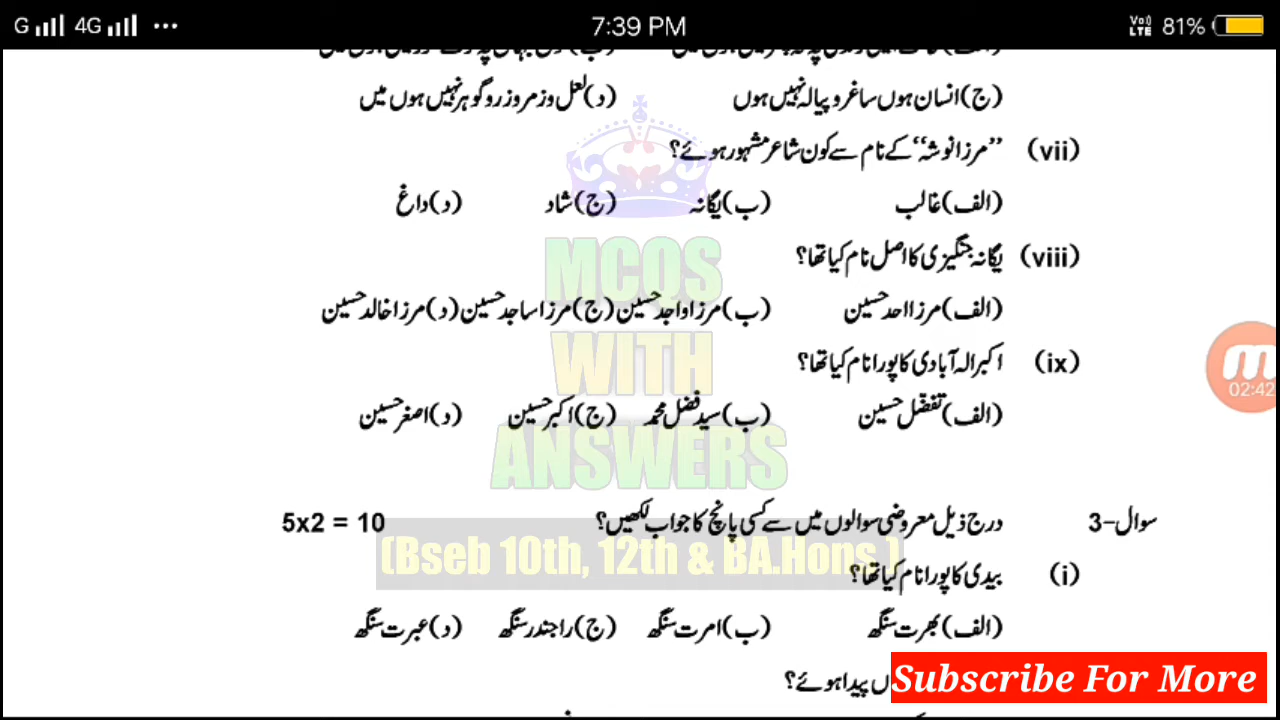 G 4G ••• 7:39 PM Vo) LTE 81%
(ج) انسان ہوں ساغر و پیالہ نہیں ہوں (د) لعل و زمرد و زر و گوہر نہیں ہوں میں
(vii) ’’مرزا نوشہ‘‘ کے نام سے کون شاعر مشہور ہوئے؟
(الف) غالب (ب) یگانہ (ج) شاد (د) داغ
(viii) یگانہ چنگیزی کا اصل نام کیا تھا؟
MCQS
(الف) مرزا احد حسین (ب) مرزا واجد حسین (ج) مرزا ساجد حسین (د) مرزا خالد حسین
WITH
(ix) اکبر الہ آبادی کا پورا نام کیا تھا؟
02:42
(الف) تفضّل حسین (ب) سید فضل محمد (ج) اکبر حسین (د) اصغر حسین
ANSWERS
سوال-3 درج ذیل معروضی سوالوں میں سے کسی پانچ کا جواب لکھیں؟ 5x2 = 10
(Bseb 10th, 12th & BA.Hons.)
(i) بیدی کا پورا نام کیا تھا؟
(الف) بھرت سنگھ (ب) امرت سنگھ (ج) راجندر سنگھ (د) عبرت سنگھ
پیدا ہوئے؟
Subscribe For More